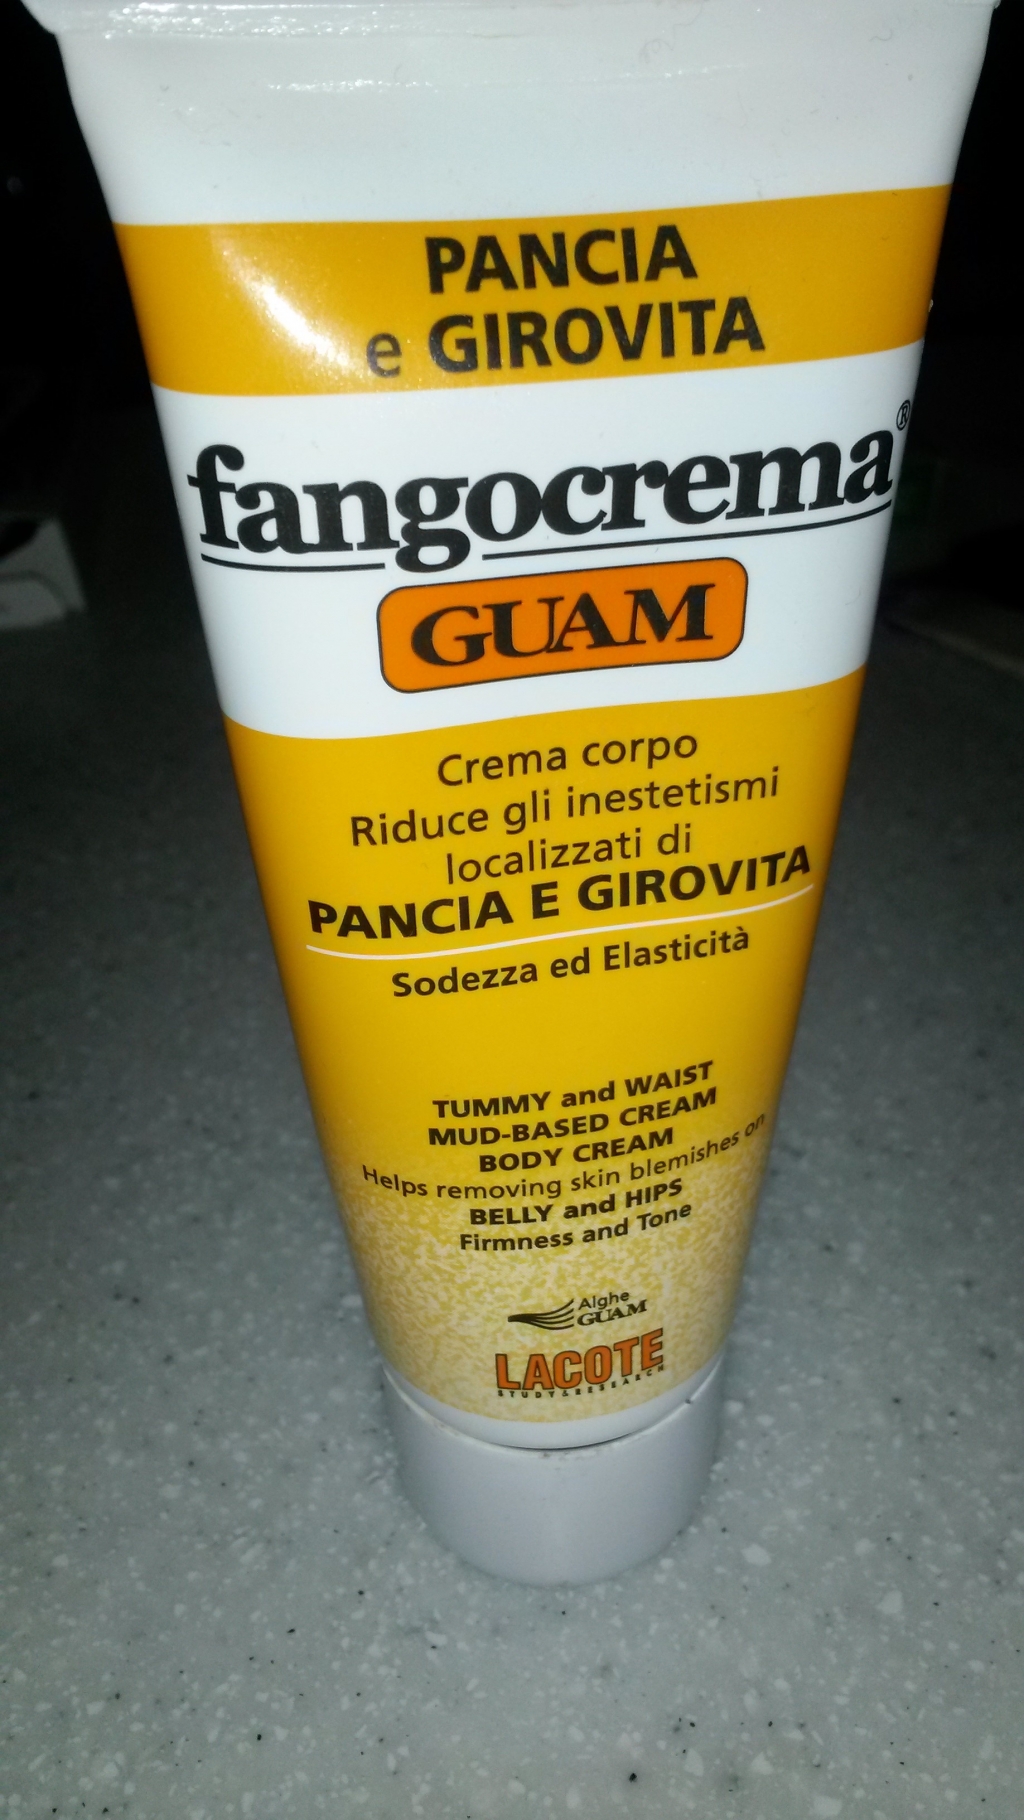 PANCIA
e GIROVITA
fangocrema®
GUAM
Crema corpo
Riduce gli inestetismi
localizzati di
PANCIA E GIROVITA
Sodezza ed Elasticità
TUMMY and WAIST
MUD-BASED CREAM
BODY CREAM
Helps removing skin blemishes on
BELLY and HIPS
Firmness and Tone
Alghe
GUAM
LACOTE
STUDY & RESEARCH